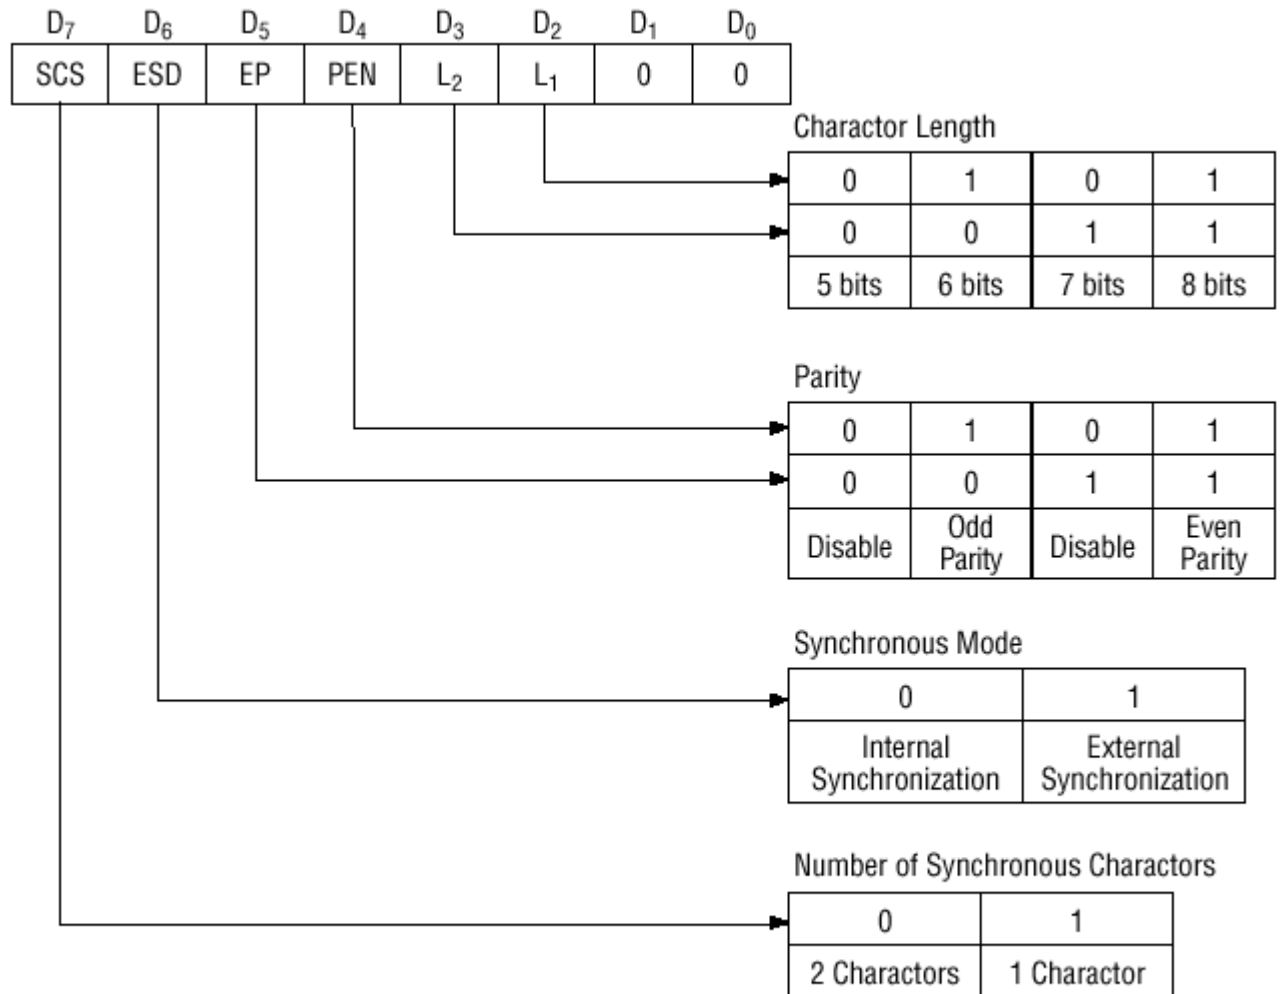 D7 D6 D5 D4 D3 D2 D1 D0
SCS ESD EP PEN L2 L1 0 0
Charactor Length
0 1 0 1
0 0 1 1
5 bits 6 bits 7 bits 8 bits
Parity
0 1 0 1
0 0 1 1
Disable Odd Parity Disable Even Parity
Synchronous Mode
0 1
Internal Synchronization External Synchronization
Number of Synchronous Charactors
0 1
2 Charactors 1 Charactor